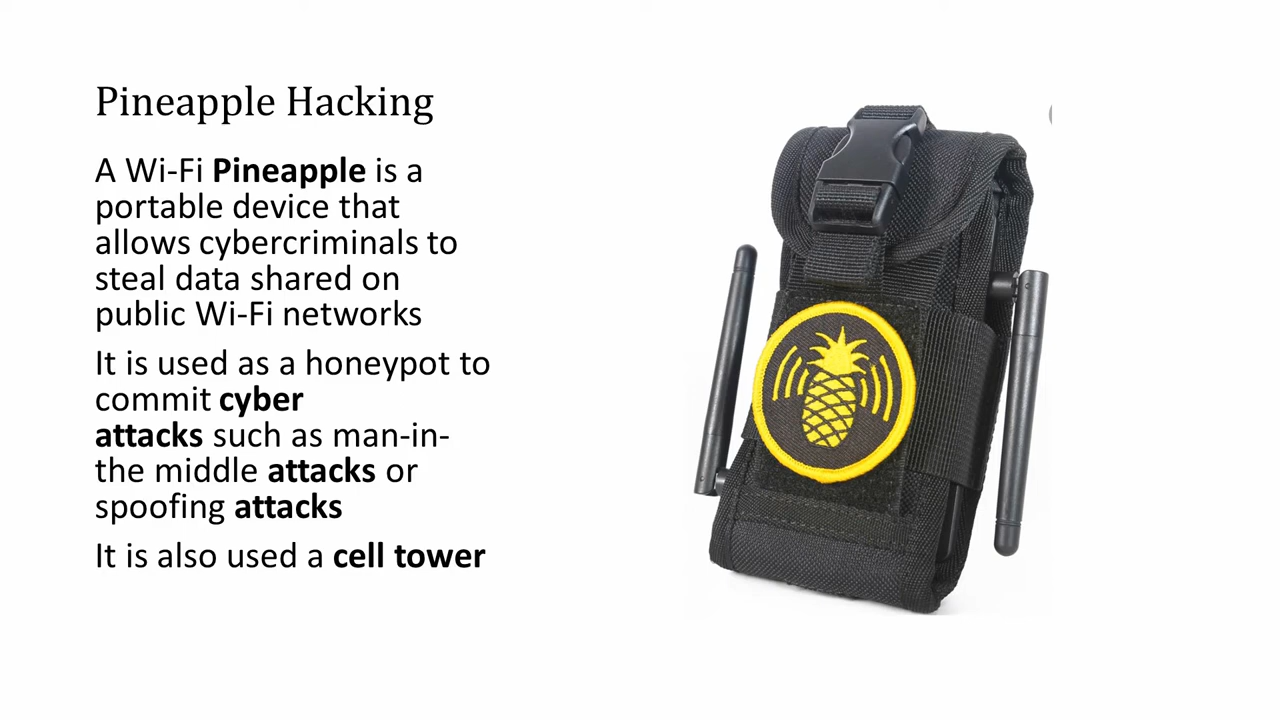 Pineapple Hacking
A Wi-Fi Pineapple is a
portable device that
allows cybercriminals to
steal data shared on
public Wi-Fi networks
It is used as a honeypot to
commit cyber
attacks such as man-in-
the middle attacks or
spoofing attacks
It is also used a cell tower